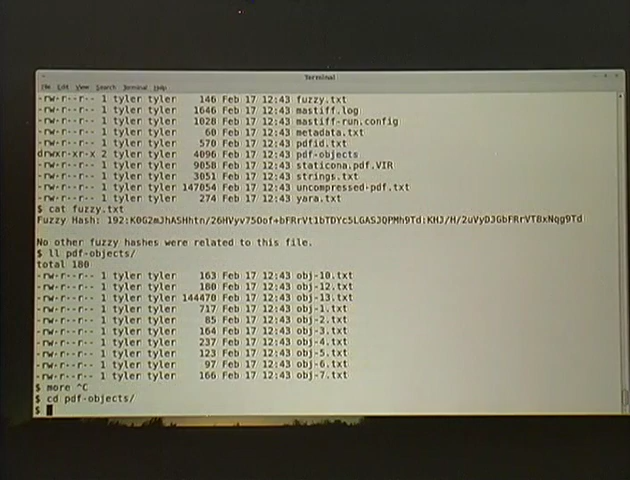 Terminal
File Edit View Search Terminal Help
-rw-r--r-- 1 tyler tyler 146 Feb 17 12:43 fuzzy.txt
-rw-r--r-- 1 tyler tyler 1646 Feb 17 12:43 mastiff.log
-rw-r--r-- 1 tyler tyler 1028 Feb 17 12:43 mastiff-run.config
-rw-r--r-- 1 tyler tyler 60 Feb 17 12:43 metadata.txt
-rw-r--r-- 1 tyler tyler 570 Feb 17 12:43 pdfid.txt
drwxr-xr-x 2 tyler tyler 4096 Feb 17 12:43 pdf-objects
-rw-r--r-- 1 tyler tyler 9058 Feb 17 12:43 staticona.pdf.VIR
-rw-r--r-- 1 tyler tyler 3051 Feb 17 12:43 strings.txt
-rw-r--r-- 1 tyler tyler 147054 Feb 17 12:43 uncompressed-pdf.txt
-rw-r--r-- 1 tyler tyler 274 Feb 17 12:43 yara.txt
$ cat fuzzy.txt
Fuzzy Hash:
No other fuzzy hashes were related to this file.
$ ll pdf-objects/
total 180
-rw-r--r-- 1 tyler tyler 163 Feb 17 12:43 obj-10.txt
-rw-r--r-- 1 tyler tyler 180 Feb 17 12:43 obj-12.txt
-rw-r--r-- 1 tyler tyler 144470 Feb 17 12:43 obj-13.txt
-rw-r--r-- 1 tyler tyler 717 Feb 17 12:43 obj-1.txt
-rw-r--r-- 1 tyler tyler 85 Feb 17 12:43 obj-2.txt
-rw-r--r-- 1 tyler tyler 164 Feb 17 12:43 obj-3.txt
-rw-r--r-- 1 tyler tyler 237 Feb 17 12:43 obj-4.txt
-rw-r--r-- 1 tyler tyler 123 Feb 17 12:43 obj-5.txt
-rw-r--r-- 1 tyler tyler 97 Feb 17 12:43 obj-6.txt
-rw-r--r-- 1 tyler tyler 166 Feb 17 12:43 obj-7.txt
$ more ^C
$ cd pdf-objects/
$